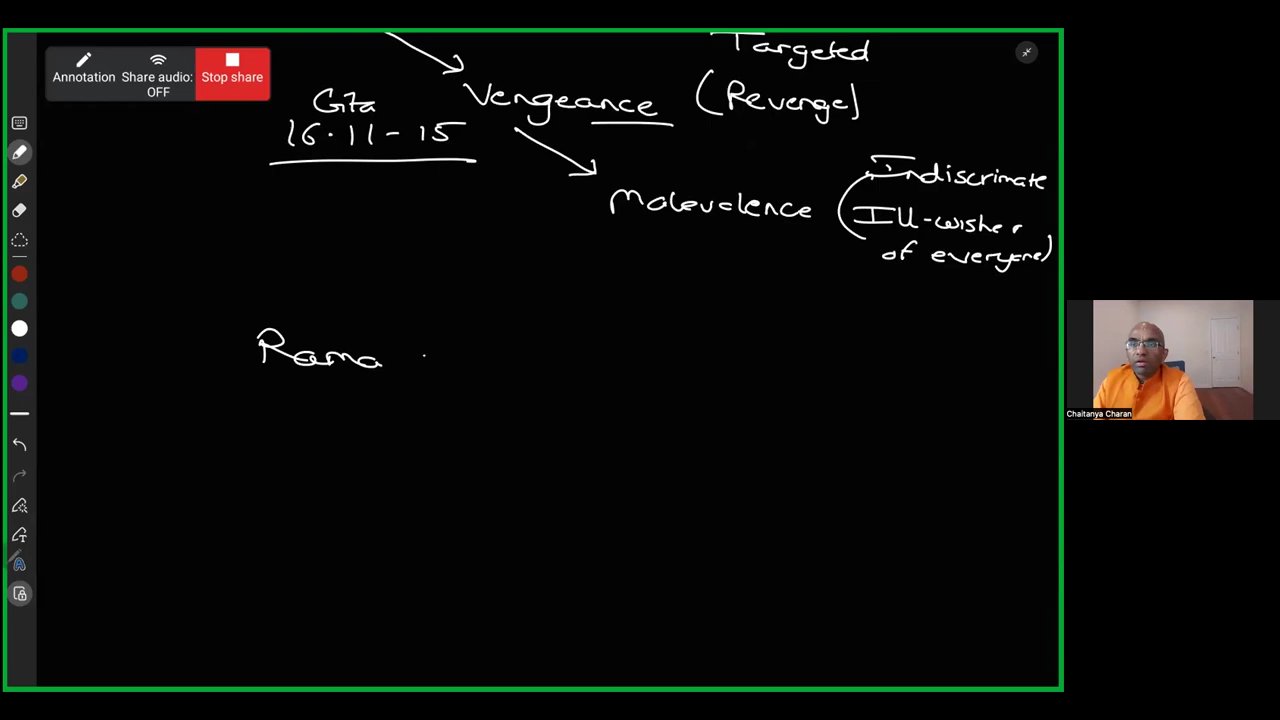 Targeted
Annotation
Share audio:
OFF
Stop share
Vengeance (Revenge)
Gita
16.11-15
Malevolence
(Indiscrimate
Ill-wisher
of everyone)
Rama
Chaitanya Charan